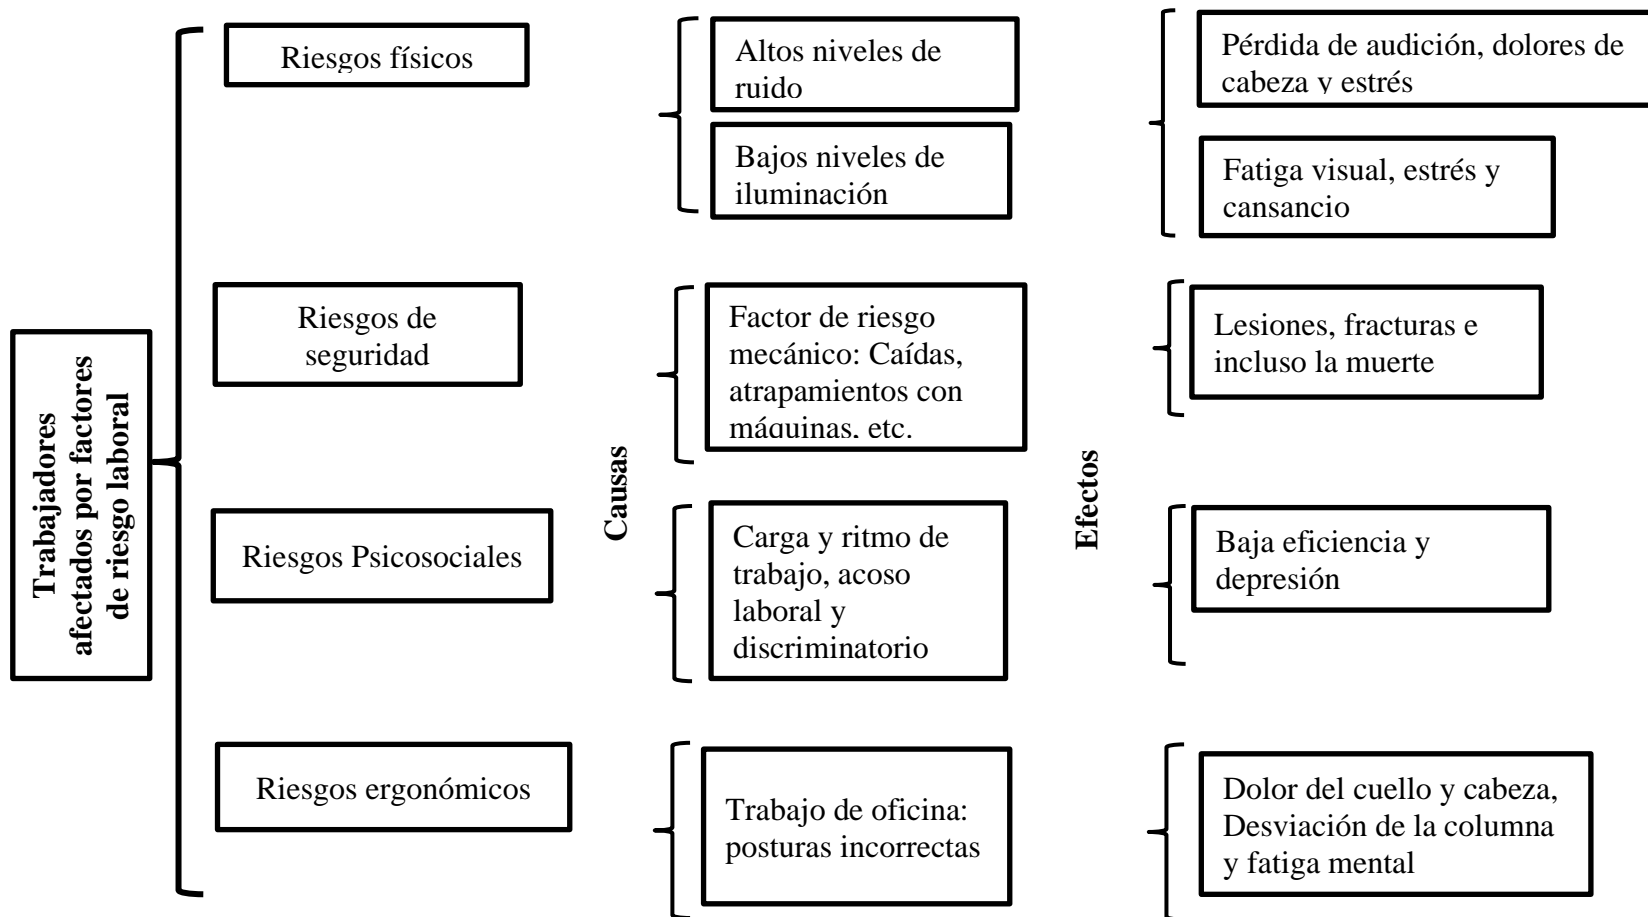 Trabajadores
afectados por factores
de riesgo laboral
Riesgos físicos
Altos niveles de
ruido
Bajos niveles de
iluminación
Pérdida de audición, dolores de
cabeza y estrés
Fatiga visual, estrés y
cansancio
Riesgos de
seguridad
Causas
Factor de riesgo
mecánico: Caídas,
atrapamientos con
máquinas, etc.
Efectos
Lesiones, fracturas e
incluso la muerte
Riesgos Psicosociales
Carga y ritmo de
trabajo, acoso
laboral y
discriminatorio
Baja eficiencia y
depresión
Riesgos ergonómicos
Trabajo de oficina:
posturas incorrectas
Dolor del cuello y cabeza,
Desviación de la columna
y fatiga mental